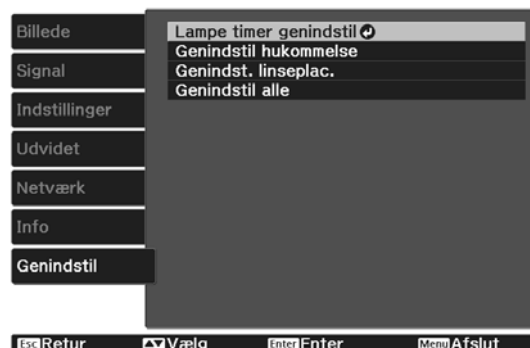 Billede
Signal
Indstillinger
Udvidet
Netværk
Info
Genindstil
Lampe timer genindstil
Genindstil hukommelse
Genindst. linseplac.
Genindstil alle
Esc Retur Vælg Enter Enter Menu Afslut